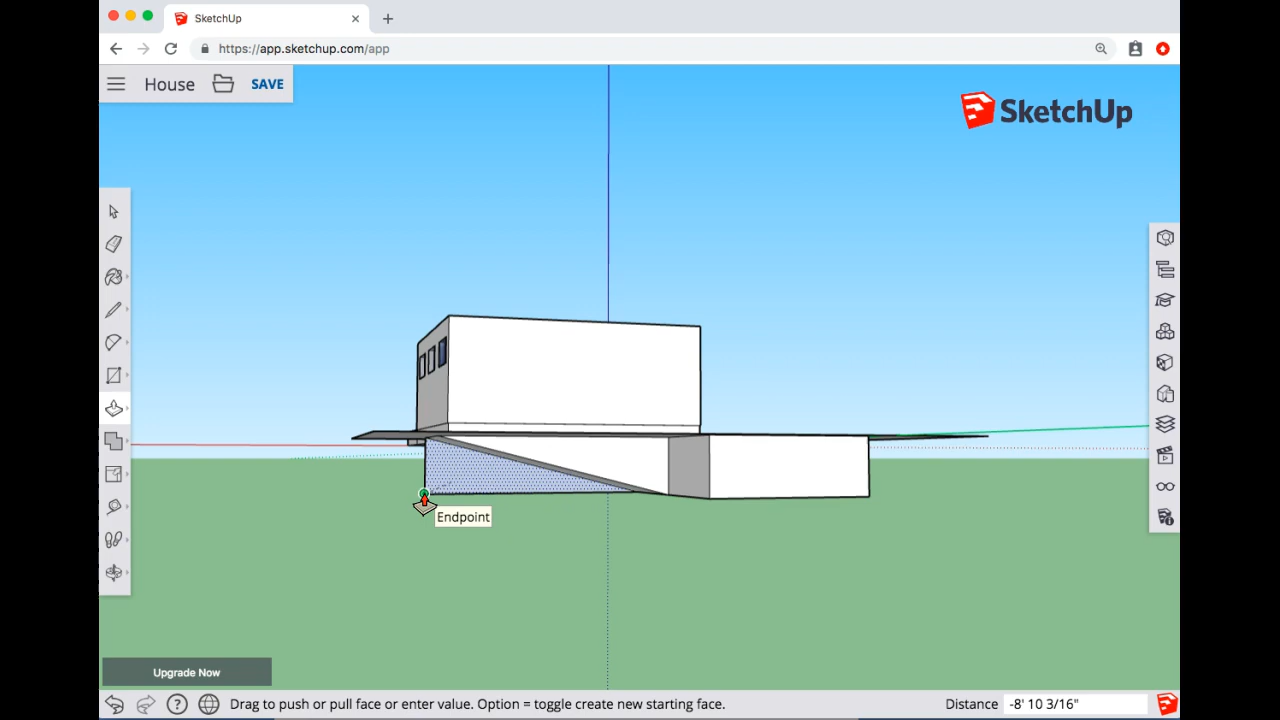 SketchUp
https://app.sketchup.com/app
House
SAVE
SketchUp
Endpoint
Upgrade Now
Drag to push or pull face or enter value. Option = toggle create new starting face.
Distance
-8' 10 3/16"